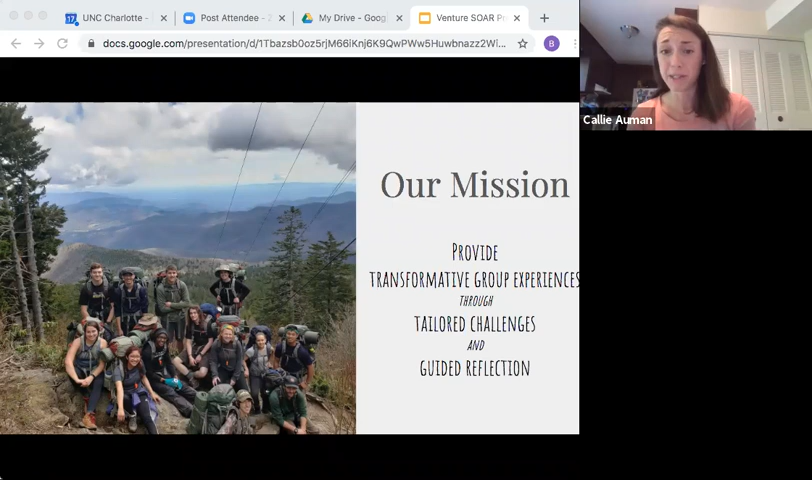 UNC Charlotte -
Post Attendee - 2
My Drive - Goog
Venture SOAR Pr
docs.google.com/presentation/d/1Tbazsb0oz5rjM66iKnj6K9QwPWw5Huwbnazz2Wi...
B
Callie Auman
Our Mission
PROVIDE
TRANSFORMATIVE GROUP EXPERIENCES
THROUGH
TAILORED CHALLENGES
AND
GUIDED REFLECTION